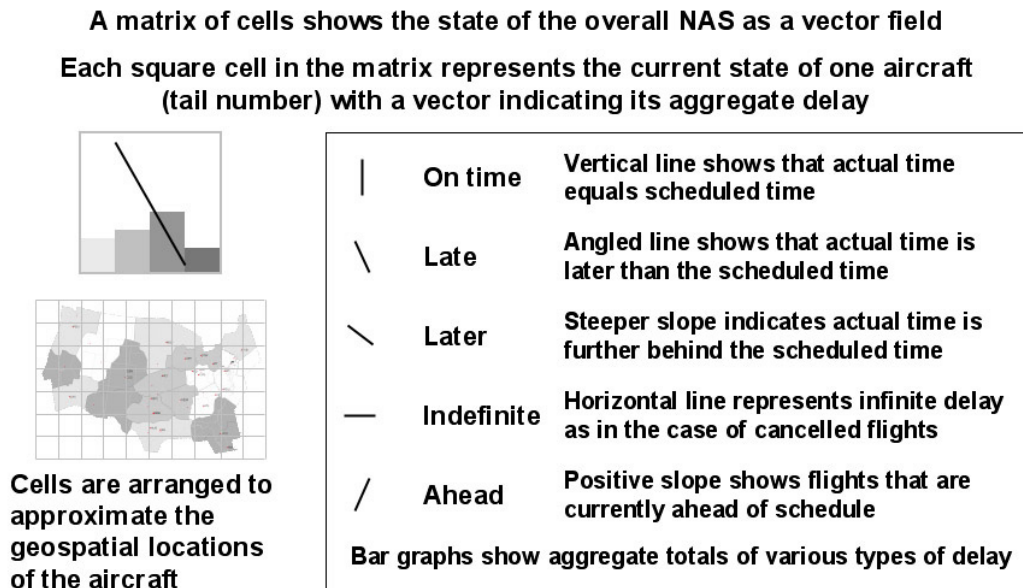 A matrix of cells shows the state of the overall NAS as a vector field
Each square cell in the matrix represents the current state of one aircraft
(tail number) with a vector indicating its aggregate delay
On time
Vertical line shows that actual time
equals scheduled time
Late
Angled line shows that actual time is
later than the scheduled time
Later
Steeper slope indicates actual time is
further behind the scheduled time
Indefinite
Horizontal line represents infinite delay
as in the case of cancelled flights
Ahead
Positive slope shows flights that are
currently ahead of schedule
Bar graphs show aggregate totals of various types of delay
Cells are arranged to
approximate the
geospatial locations
of the aircraft